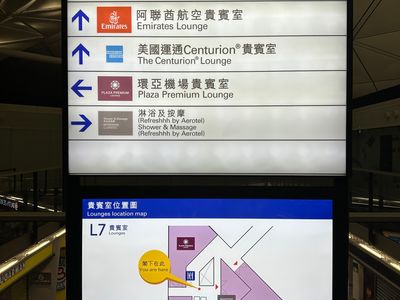 Emirates
阿聯酋航空貴賓室
Emirates Lounge
美國運通Centurion®貴賓室
The Centurion® Lounge
PLAZA PREMIUM
環亞機場貴賓室
Plaza Premium Lounge
淋浴及按摩
(Refreshhh by Aerotel)
Shower & Massage
(Refreshhh by Aerotel)
貴賓室位置圖
Lounges location map
L7 貴賓室
Lounges
閣下在此
You are here